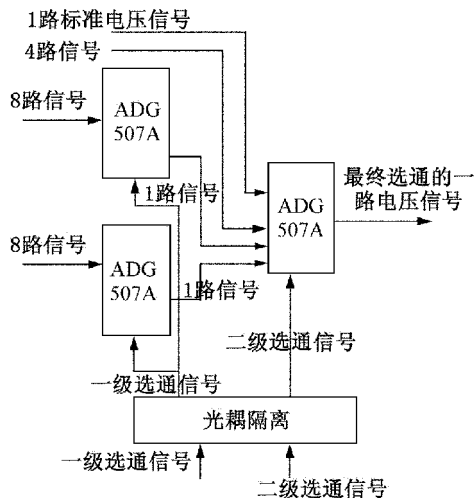 1路标准电压信号
4路信号
8路信号
ADG
507A
1路信号
ADG
507A
最终选通的一
路电压信号
8路信号
ADG
507A
1路信号
二级选通信号
一级选通信号
光耦隔离
一级选通信号
二级选通信号